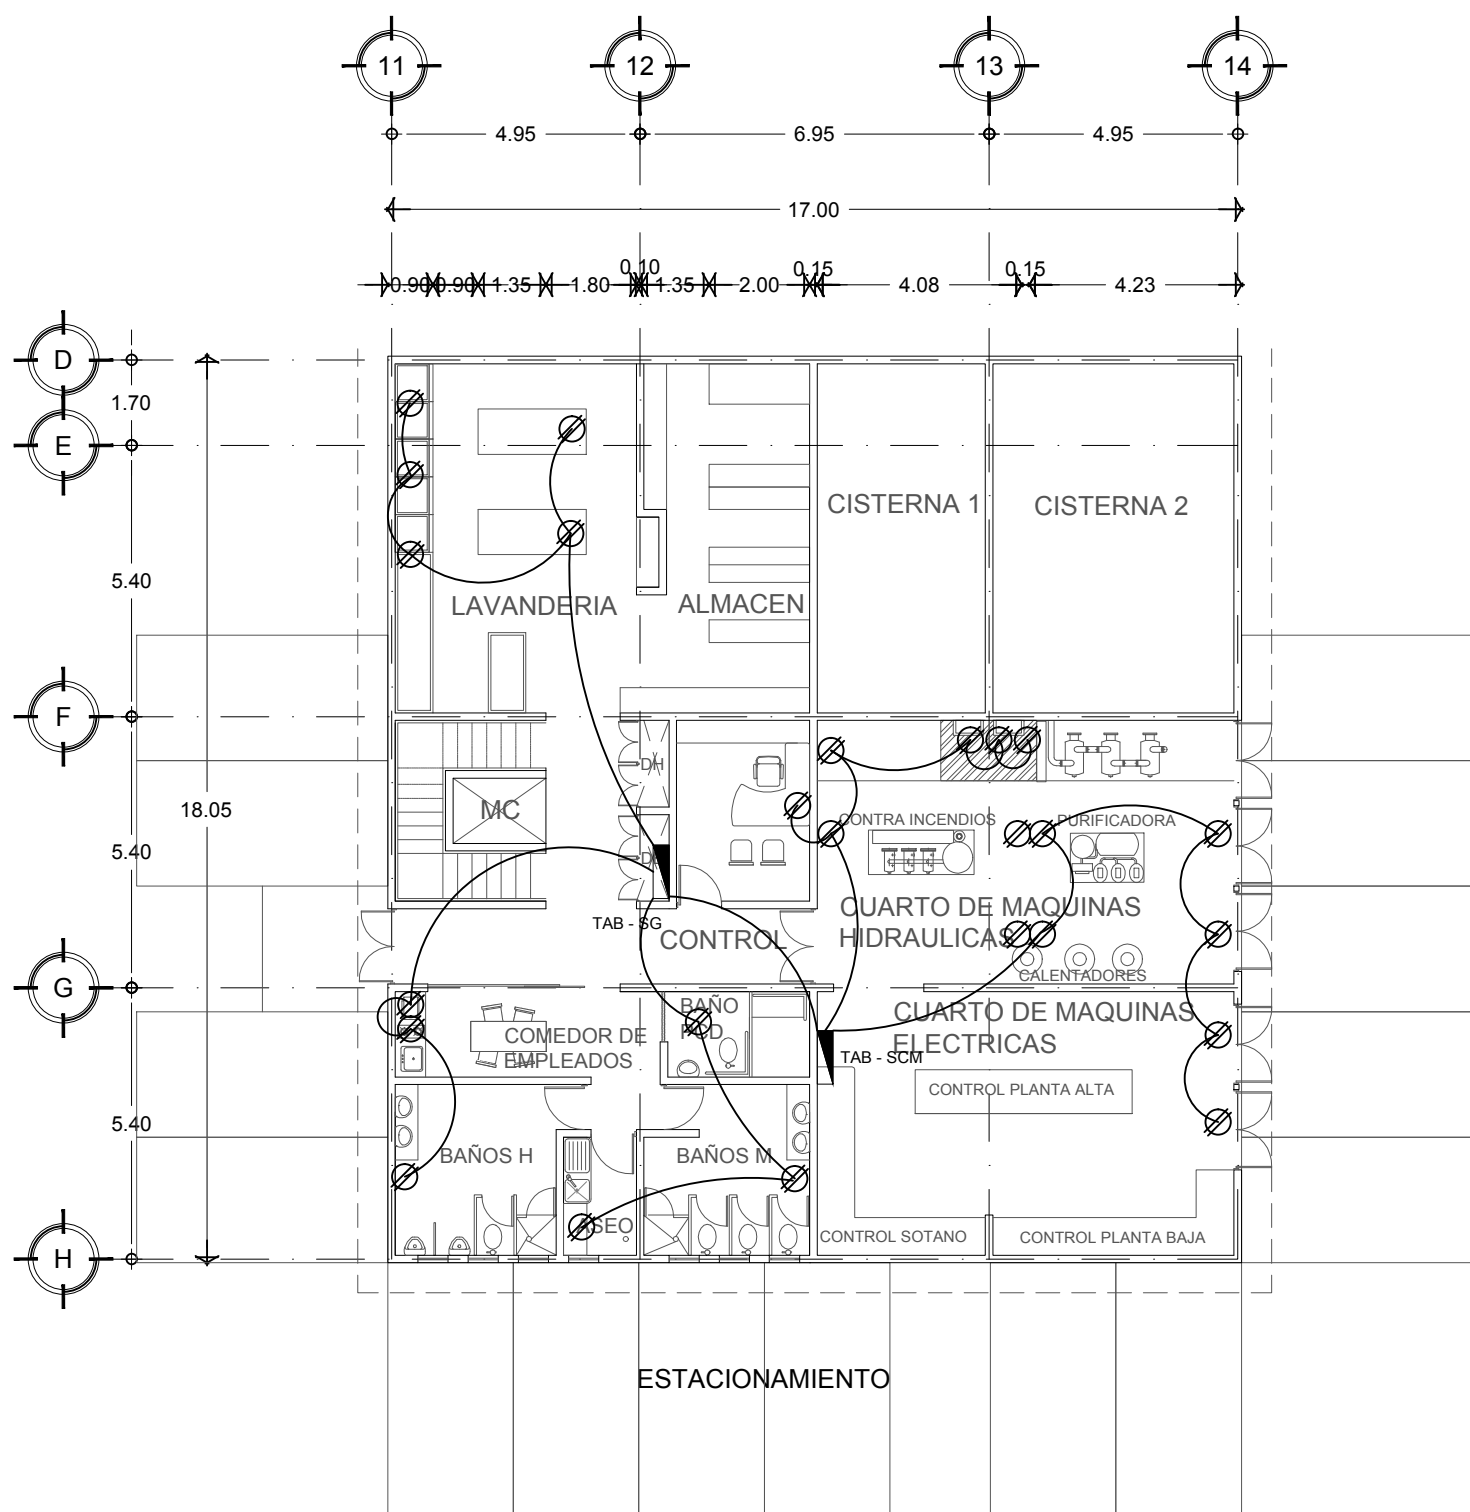 11
12
13
14
4.95
6.95
4.95
17.00
0.90
0.90
1.35
1.80
0.10
1.35
2.00
0.15
4.08
0.15
4.23
D
1.70
E
CISTERNA 1
CISTERNA 2
5.40
LAVANDERIA
ALMACEN
F
DH
18.05
MC
CONTRA INCENDIOS
PURIFICADORA
5.40
CUARTO DE MAQUINAS
HIDRAULICAS
TAB - SG
CONTROL
CALENTADORES
G
BAÑO
PCD
CUARTO DE MAQUINAS
ELECTRICAS
COMEDOR DE
EMPLEADOS
TAB - SCM
CONTROL PLANTA ALTA
5.40
BAÑOS H
BAÑOS M
ASEO
CONTROL SOTANO
CONTROL PLANTA BAJA
H
ESTACIONAMIENTO